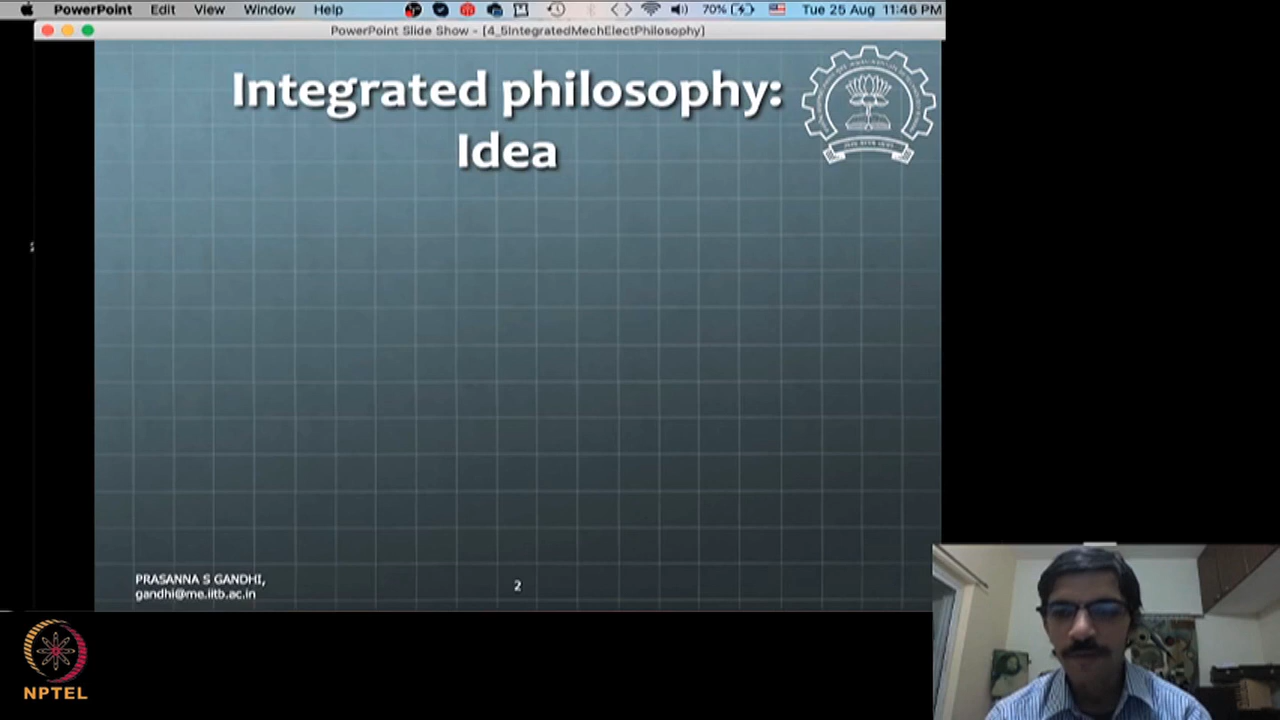 PowerPoint Edit View Window Help 70% Tue 25 Aug 11:46 PM
PowerPoint Slide Show - [4_5IntegratedMechElectPhilosophy]
Integrated philosophy:
Idea
PRASANNA S GANDHI,
gandhi@me.iitb.ac.in
2
NPTEL